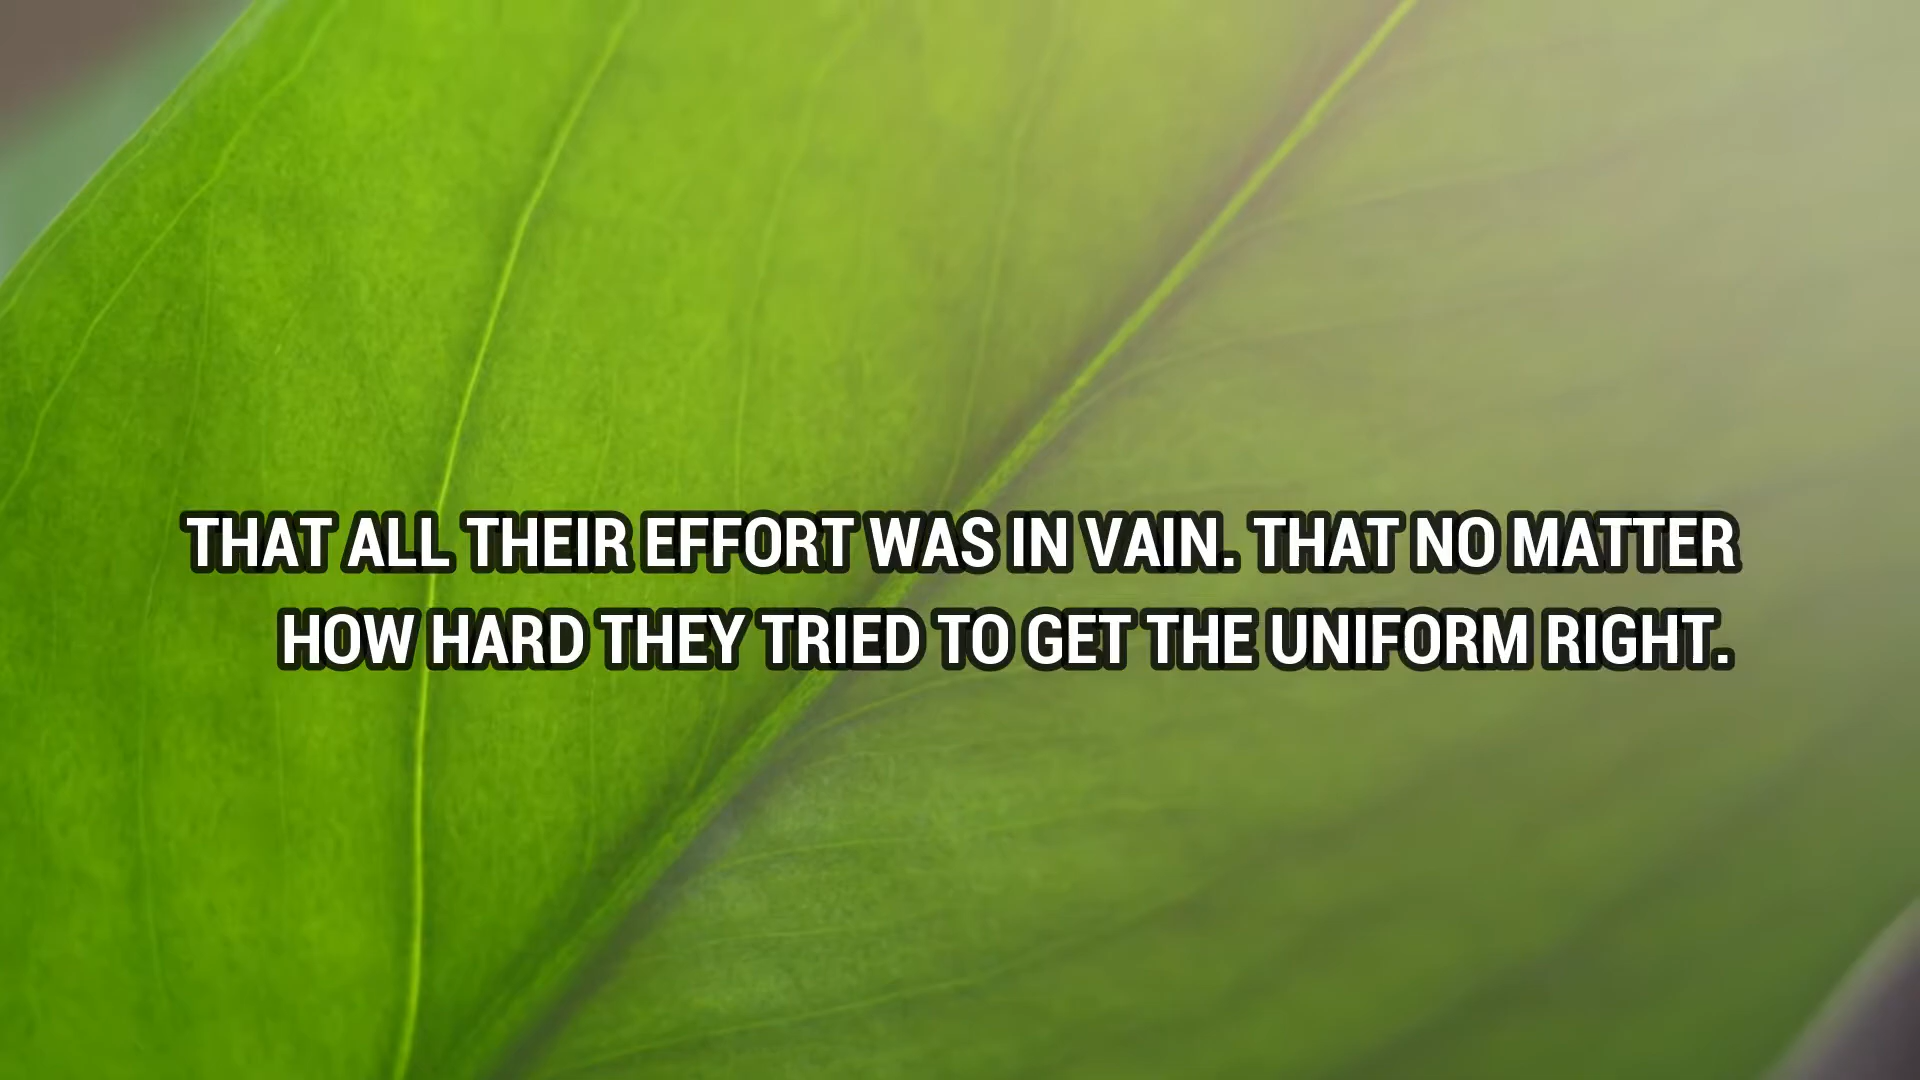 THAT ALL THEIR EFFORT WAS IN VAIN. THAT NO MATTER
HOW HARD THEY TRIED TO GET THE UNIFORM RIGHT.